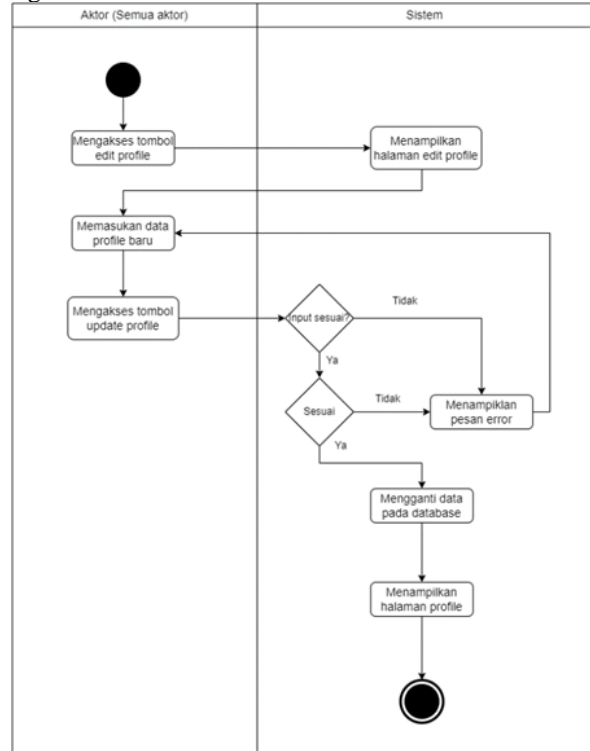 Aktor (Semua aktor)
Sistem
Mengakses tombol
edit profile
Menampilkan
halaman edit profile
Memasukan data
profile baru
Mengakses tombol
update profile
Input sesuai?
Tidak
Ya
Sesuai
Tidak
Menampiklan
pesan error
Ya
Mengganti data
pada database
Menampilkan
halaman profile